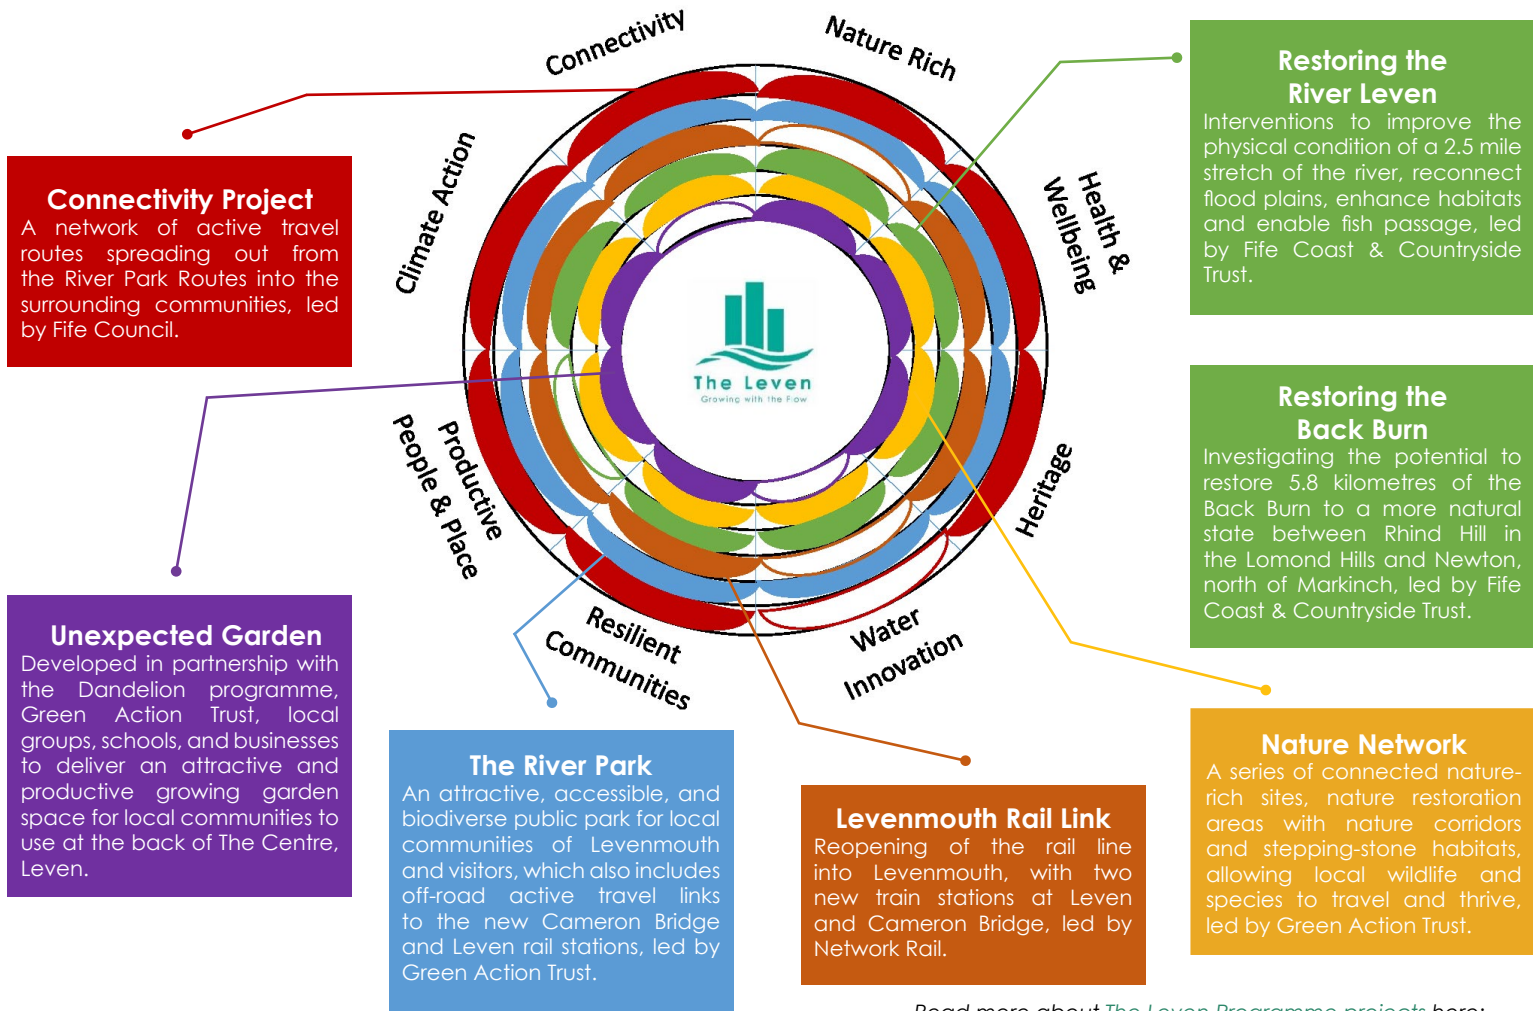 Connectivity
Nature Rich
Climate Action
Health &
Wellbeing
Heritage
Water
Innovation
Resilient
Communities
Productive
People & Place
The Leven
Growing with the Flow
Connectivity Project
A network of active travel
routes spreading out from
the River Park Routes into the
surrounding communities, led
by Fife Council.
Unexpected Garden
Developed in partnership with
the Dandelion programme,
Green Action Trust, local
groups, schools, and businesses
to deliver an attractive and
productive growing garden
space for local communities to
use at the back of The Centre,
Leven.
The River Park
An attractive, accessible, and
biodiverse public park for local
communities of Levenmouth
and visitors, which also includes
off-road active travel links
to the new Cameron Bridge
and Leven rail stations, led by
Green Action Trust.
Levenmouth Rail Link
Reopening of the rail line
into Levenmouth, with two
new train stations at Leven
and Cameron Bridge, led by
Network Rail.
Restoring the
River Leven
Interventions to improve the
physical condition of a 2.5 mile
stretch of the river, reconnect
flood plains, enhance habitats
and enable fish passage, led
by Fife Coast & Countryside
Trust.
Restoring the
Back Burn
Investigating the potential to
restore 5.8 kilometres of the
Back Burn to a more natural
state between Rhind Hill in
the Lomond Hills and Newton,
north of Markinch, led by Fife
Coast & Countryside Trust.
Nature Network
A series of connected nature-
rich sites, nature restoration
areas with nature corridors
and stepping-stone habitats,
allowing local wildlife and
species to travel and thrive,
led by Green Action Trust.
Read more about The Leven Programme projects here: